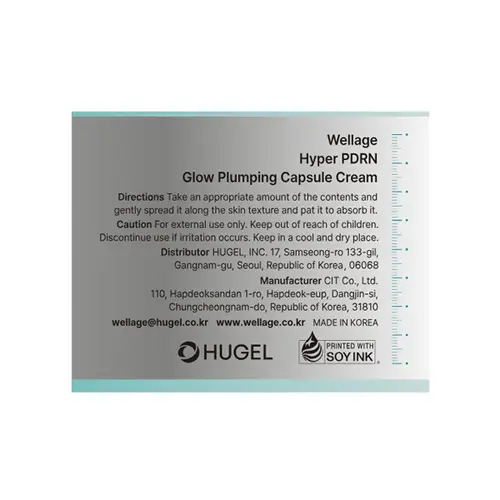 Wellage
Hyper PDRN
Glow Plumping Capsule Cream
Directions Take an appropriate amount of the contents and
gently spread it along the skin texture and pat it to absorb it.
Caution For external use only. Keep out of reach of children.
Discontinue use if irritation occurs. Keep in a cool and dry place.
Distributor HUGEL, INC. 17, Samseong-ro 133-gil,
Gangnam-gu, Seoul, Republic of Korea, 06068
Manufacturer CIT Co., Ltd.
110, Hapdeoksandan 1-ro, Hapdeok-eup, Dangjin-si,
Chungcheongnam-do, Republic of Korea, 31810
wellage@hugel.co.kr www.wellage.co.kr MADE IN KOREA
HUGEL
PRINTED WITH
SOY INK